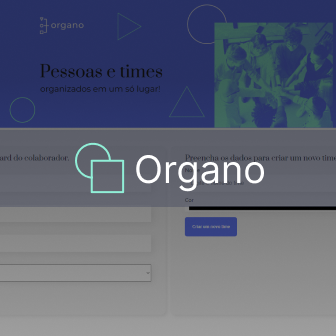 organo
Pessoas e times
organizados em um só lugar!
ard do colaborador.
Preencha os dados para criar um novo time
Organo
Cor
Criar um novo time